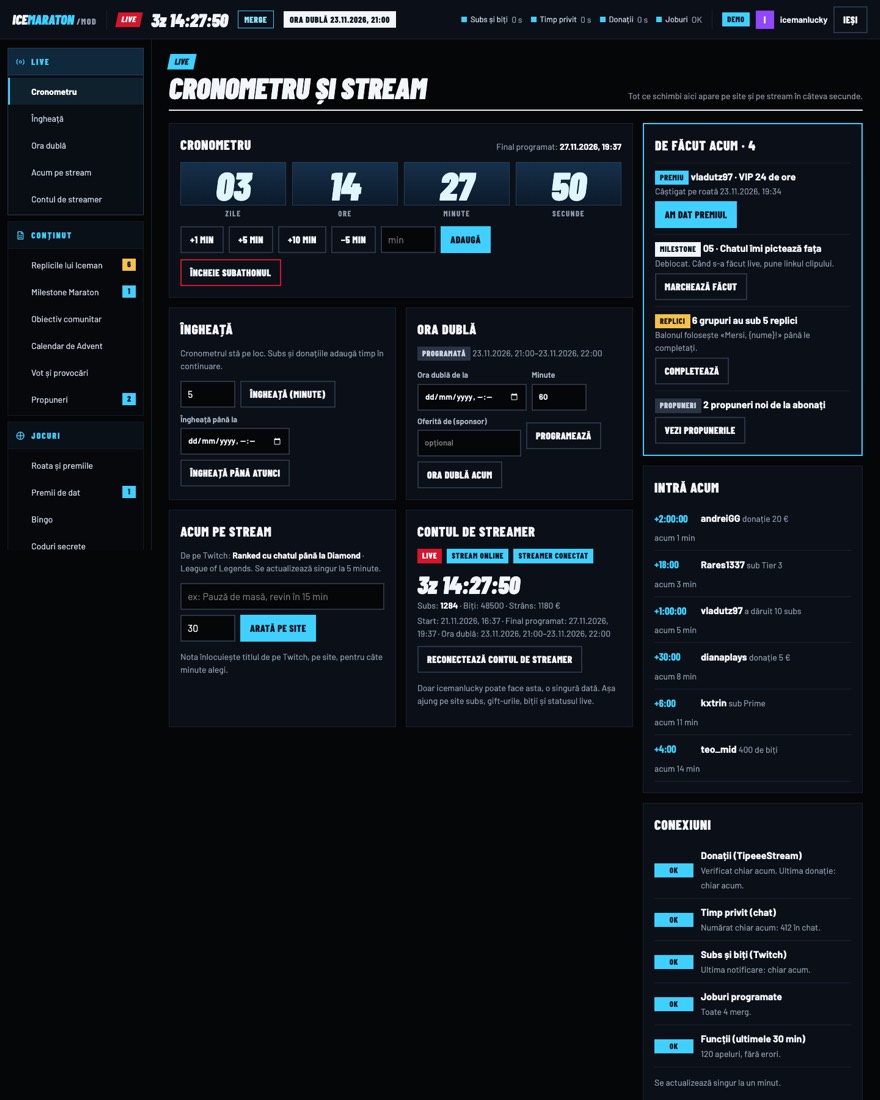 ICEMARATON /MOD
LIVE 3z 14:27:50 MERGE ORA DUBLĂ 23.11.2026, 21:00
Subs și biți 0 s Timp privit 0 s Donații 0 s Joburi OK DEMO I icemanlucky IEȘI
LIVE
Cronometru
Îngheață
Ora dublă
Acum pe stream
Contul de streamer
CONȚINUT
Replicile lui Iceman 6
Milestone Maraton 1
Obiectiv comunitar
Calendar de Advent
Vot și provocări
Propuneri 2
JOCURI
Roata și premiile
Premii de dat 1
Bingo
Coduri secrete
LIVE
CRONOMETRU ȘI STREAM
Tot ce schimbi aici apare pe site și pe stream în câteva secunde.
CRONOMETRU
Final programat: 27.11.2026, 19:37
03 14 27 50
ZILE ORE MINUTE SECUNDE
+1 MIN +5 MIN +10 MIN −5 MIN min ADAUGĂ
ÎNCHEIE SUBATHONUL
ÎNGHEAȚĂ
Cronometrul stă pe loc. Subs și donațiile adaugă timp în
continuare.
5 ÎNGHEAȚĂ (MINUTE)
Îngheață până la
dd/mm/yyyy, --:--
ÎNGHEAȚĂ PÂNĂ ATUNCI
ORA DUBLĂ
PROGRAMATĂ 23.11.2026, 21:00–23.11.2026, 22:00
Ora dublă de la Minute
dd/mm/yyyy, --:-- 60
Oferită de (sponsor)
opțional PROGRAMEAZĂ
ORA DUBLĂ ACUM
ACUM PE STREAM
De pe Twitch: Ranked cu chatul până la Diamond ·
League of Legends. Se actualizează singur la 5 minute.
ex: Pauză de masă, revin în 15 min
30 ARATĂ PE SITE
Nota înlocuiește titlul de pe Twitch, pe site, pentru câte
minute alegi.
CONTUL DE STREAMER
LIVE STREAM ONLINE STREAMER CONECTAT
3z 14:27:50
Subs: 1284 · Biți: 48500 · Strâns: 1180 €
Start: 21.11.2026, 16:37 · Final programat: 27.11.2026,
19:37 · Ora dublă: 23.11.2026, 21:00–23.11.2026, 22:00
RECONECTEAZĂ CONTUL DE STREAMER
Doar icemanlucky poate face asta, o singură dată. Așa
ajung pe site subs, gift-urile, biții și statusul live.
DE FĂCUT ACUM · 4
PREMIU vladutz97 · VIP 24 de ore
Câștigat pe roată 23.11.2026, 19:34
AM DAT PREMIUL
MILESTONE 05 · Chatul îmi pictează fața
Deblocat. Când s-a făcut live, pune linkul clipului.
MARCHEAZĂ FĂCUT
REPLICI 6 grupuri au sub 5 replici
Balonul folosește «Mersi, {nume}!» până le
completați.
COMPLETEAZĂ
PROPUNERI 2 propuneri noi de la abonați
VEZI PROPUNERILE
INTRĂ ACUM
+2:00:00 andreiGG donație 20 €
acum 1 min
+18:00 Rares1337 sub Tier 3
acum 3 min
+1:00:00 vladutz97 a dăruit 10 subs
acum 5 min
+30:00 dianaplays donație 5 €
acum 8 min
+6:00 kxtrin sub Prime
acum 11 min
+4:00 teo_mid 400 de biți
acum 14 min
CONEXIUNI
OK Donații (TipeeeStream)
Verificat chiar acum. Ultima donație:
chiar acum.
OK Timp privit (chat)
Numărat chiar acum: 412 în chat.
OK Subs și biți (Twitch)
Ultima notificare: chiar acum.
OK Joburi programate
Toate 4 merg.
OK Funcții (ultimele 30 min)
120 apeluri, fără erori.
Se actualizează singur la un minut.